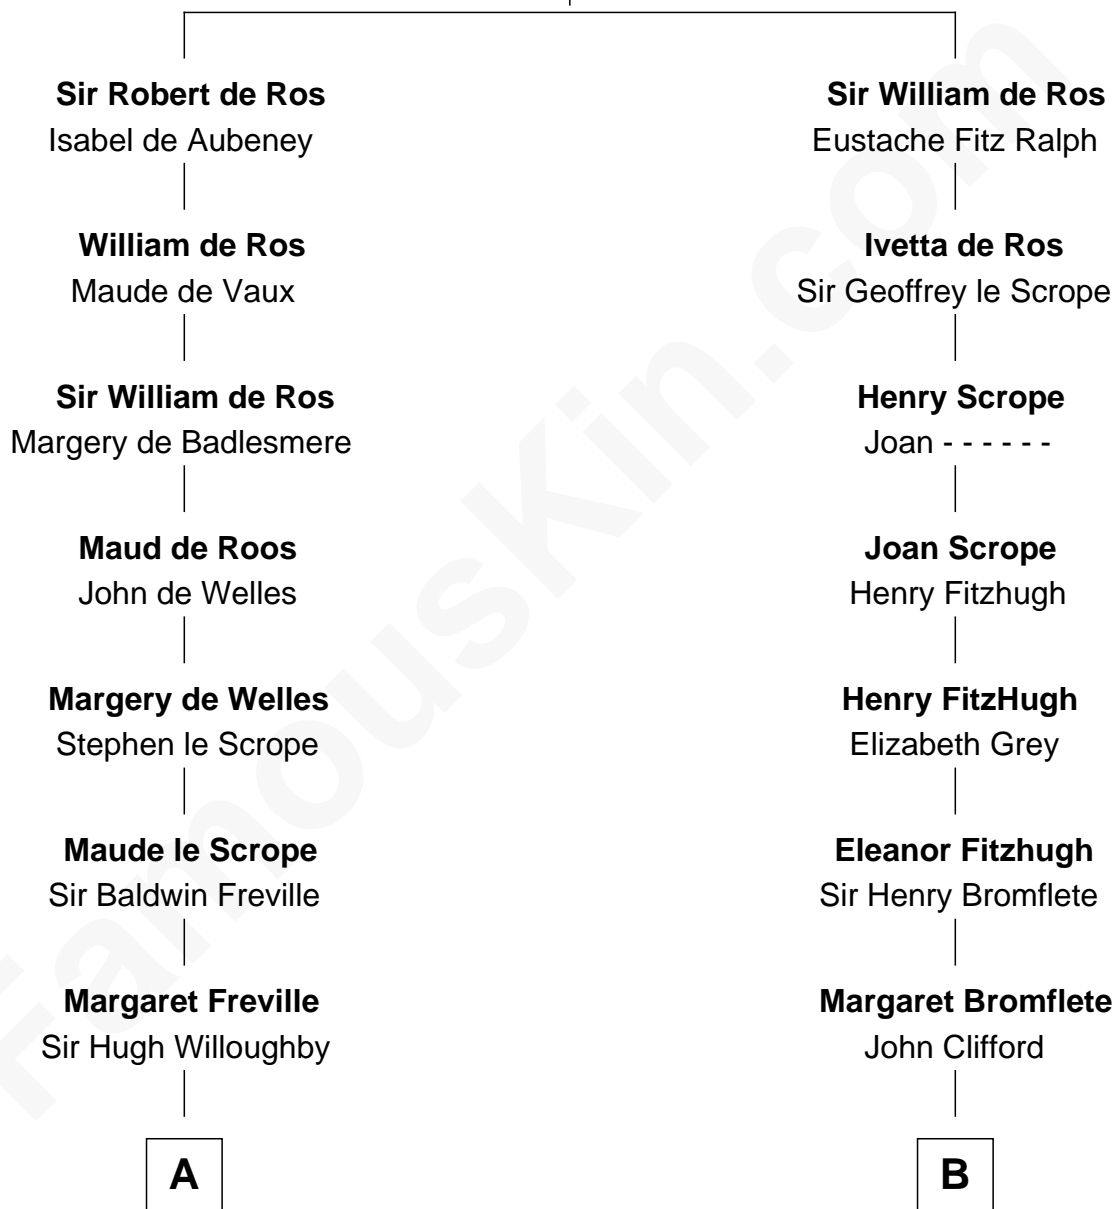 Sir Robert de Ros
Isabel de Aubeney
William de Ros
Maude de Vaux
Sir William de Ros
Margery de Badlesmere
Maud de Roos
John de Welles
Margery de Welles
Stephen le Scrope
Maude le Scrope
Sir Baldwin Freville
Margaret Freville
Sir Hugh Willoughby
A
Sir William de Ros
Eustache Fitz Ralph
Ivetta de Ros
Sir Geoffrey le Scrope
Henry Scrope
Joan - - - - - -
Joan Scrope
Henry Fitzhugh
Henry FitzHugh
Elizabeth Grey
Eleanor Fitzhugh
Sir Henry Bromflete
Margaret Bromflete
John Clifford
B
FamousKin.com